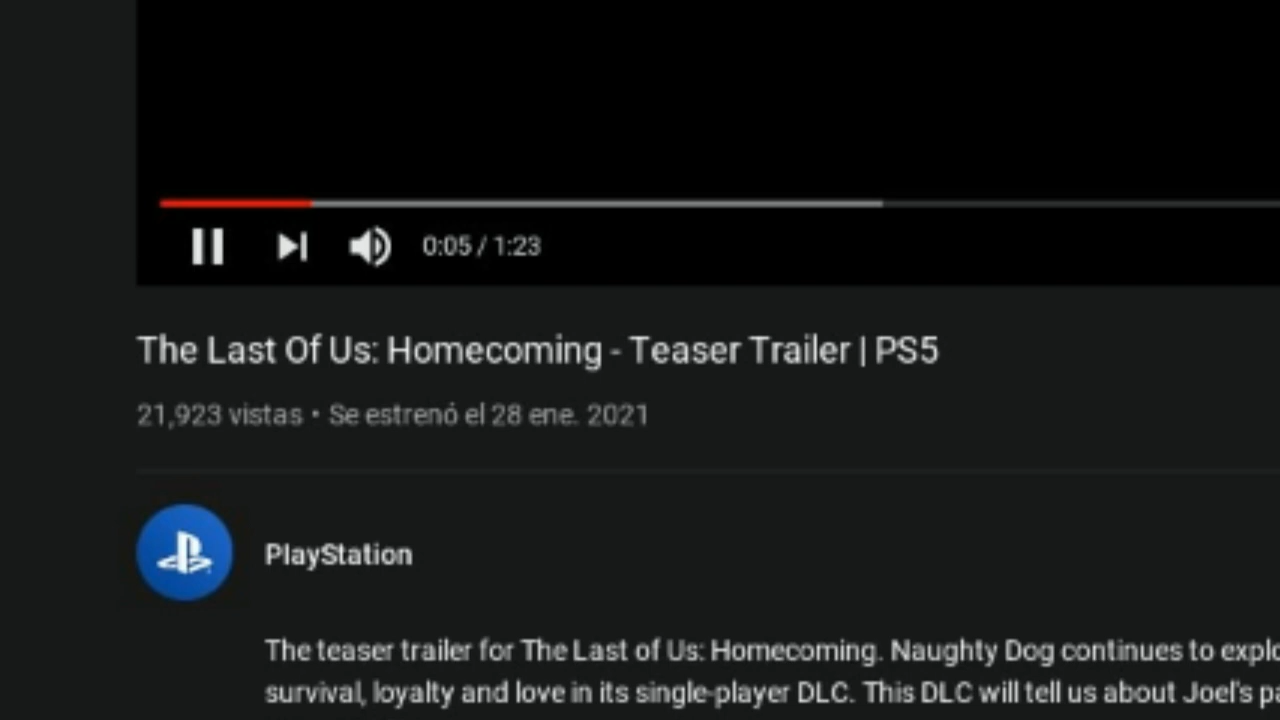 0:05 / 1:23
The Last Of Us: Homecoming - Teaser Trailer | PS5
21,923 vistas • Se estrenó el 28 ene. 2021
PlayStation
The teaser trailer for The Last of Us: Homecoming. Naughty Dog continues to
survival, loyalty and love in its single-player DLC. This DLC will tell us about Joel's